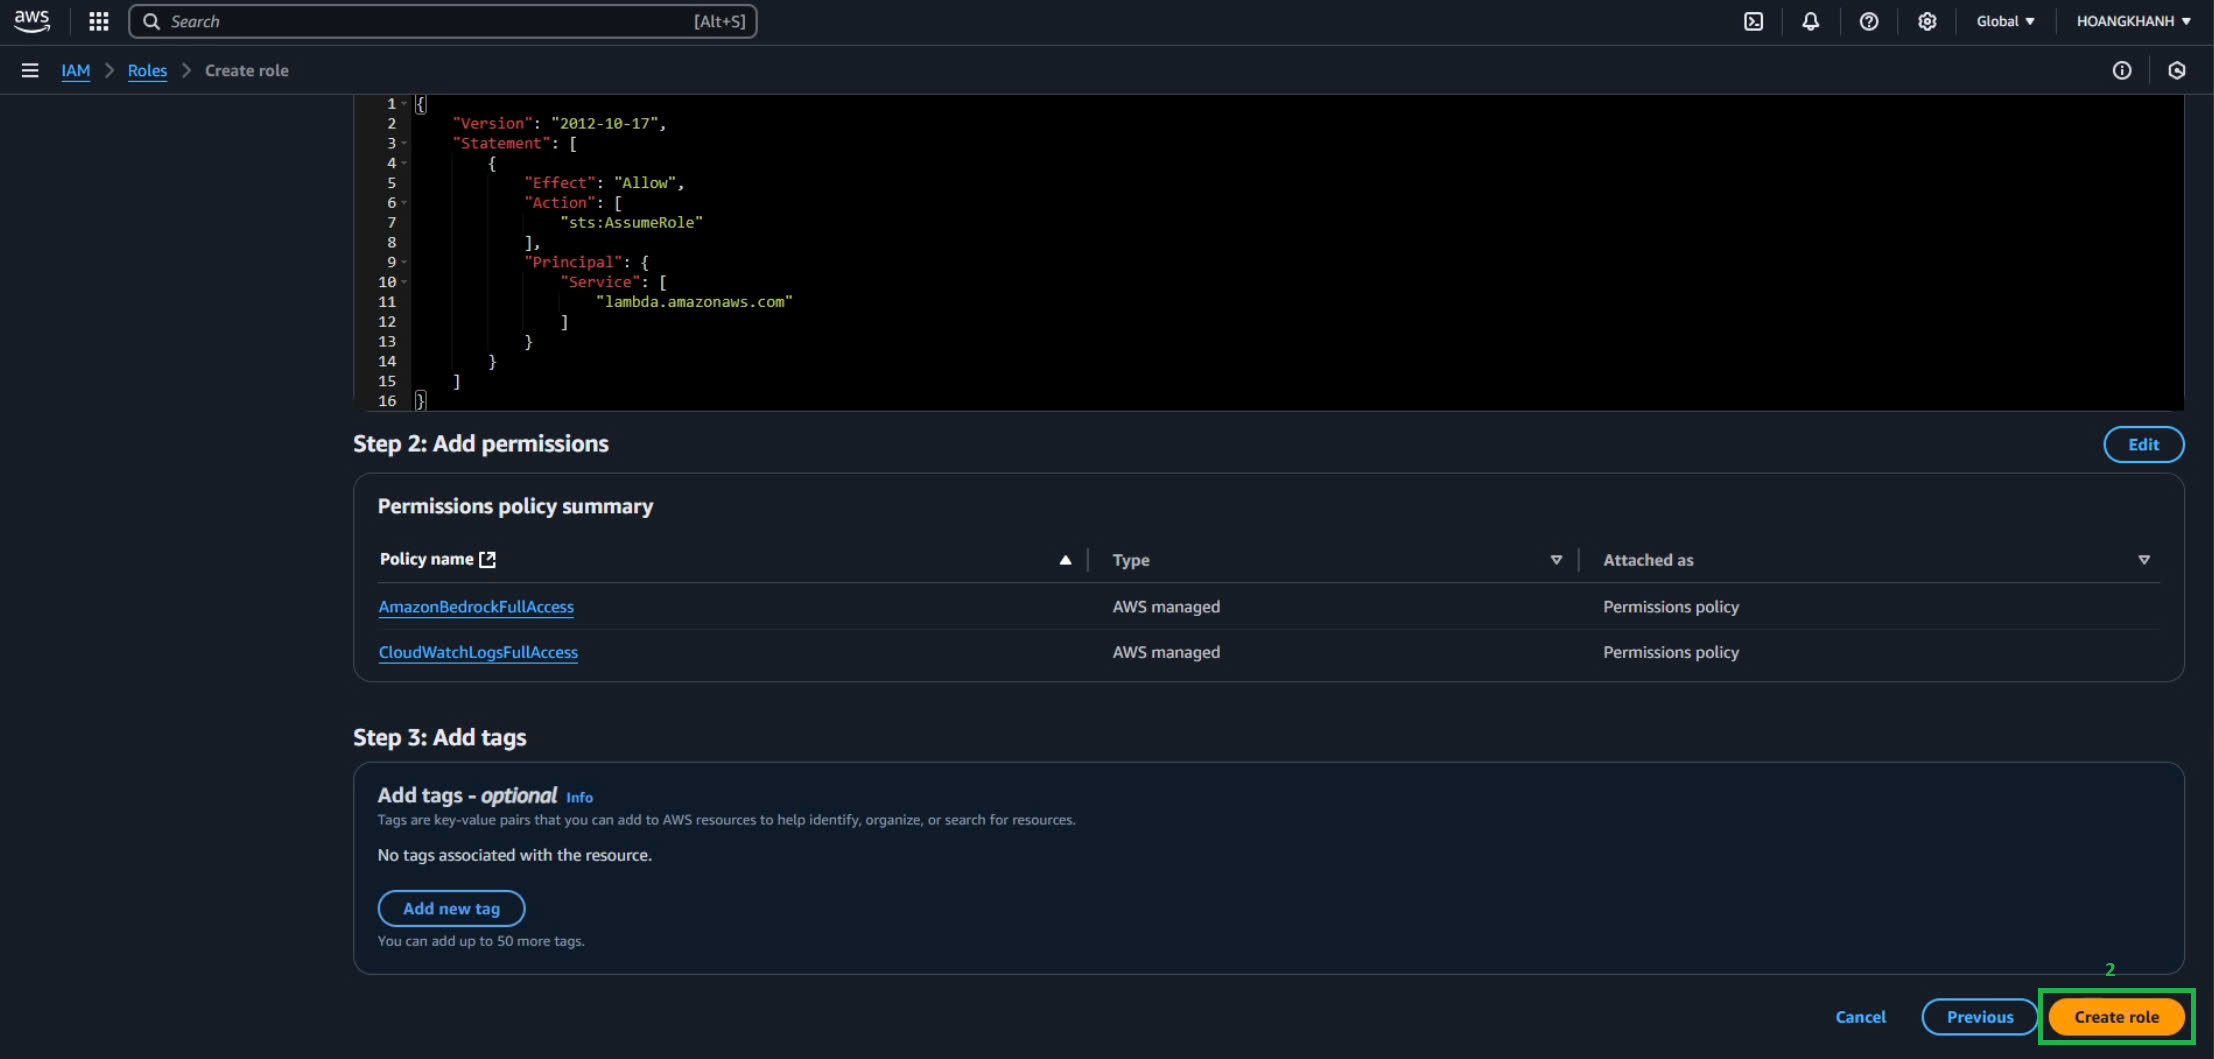 aws
Search
[Alt+S]
Global
HOANGKHANH
IAM
Roles
Create role
1 {
2 "Version": "2012-10-17",
3 "Statement": [
4 {
5 "Effect": "Allow",
6 "Action": [
7 "sts:AssumeRole"
8 ],
9 "Principal": {
10 "Service": [
11 "lambda.amazonaws.com"
12 ]
13 }
14 }
15 ]
16 }
Step 2: Add permissions
Edit
Permissions policy summary
Policy name
Type
Attached as
AmazonBedrockFullAccess
AWS managed
Permissions policy
CloudWatchLogsFullAccess
AWS managed
Permissions policy
Step 3: Add tags
Add tags - optional Info
Tags are key-value pairs that you can add to AWS resources to help identify, organize, or search for resources.
No tags associated with the resource.
Add new tag
You can add up to 50 more tags.
2
Cancel
Previous
Create role